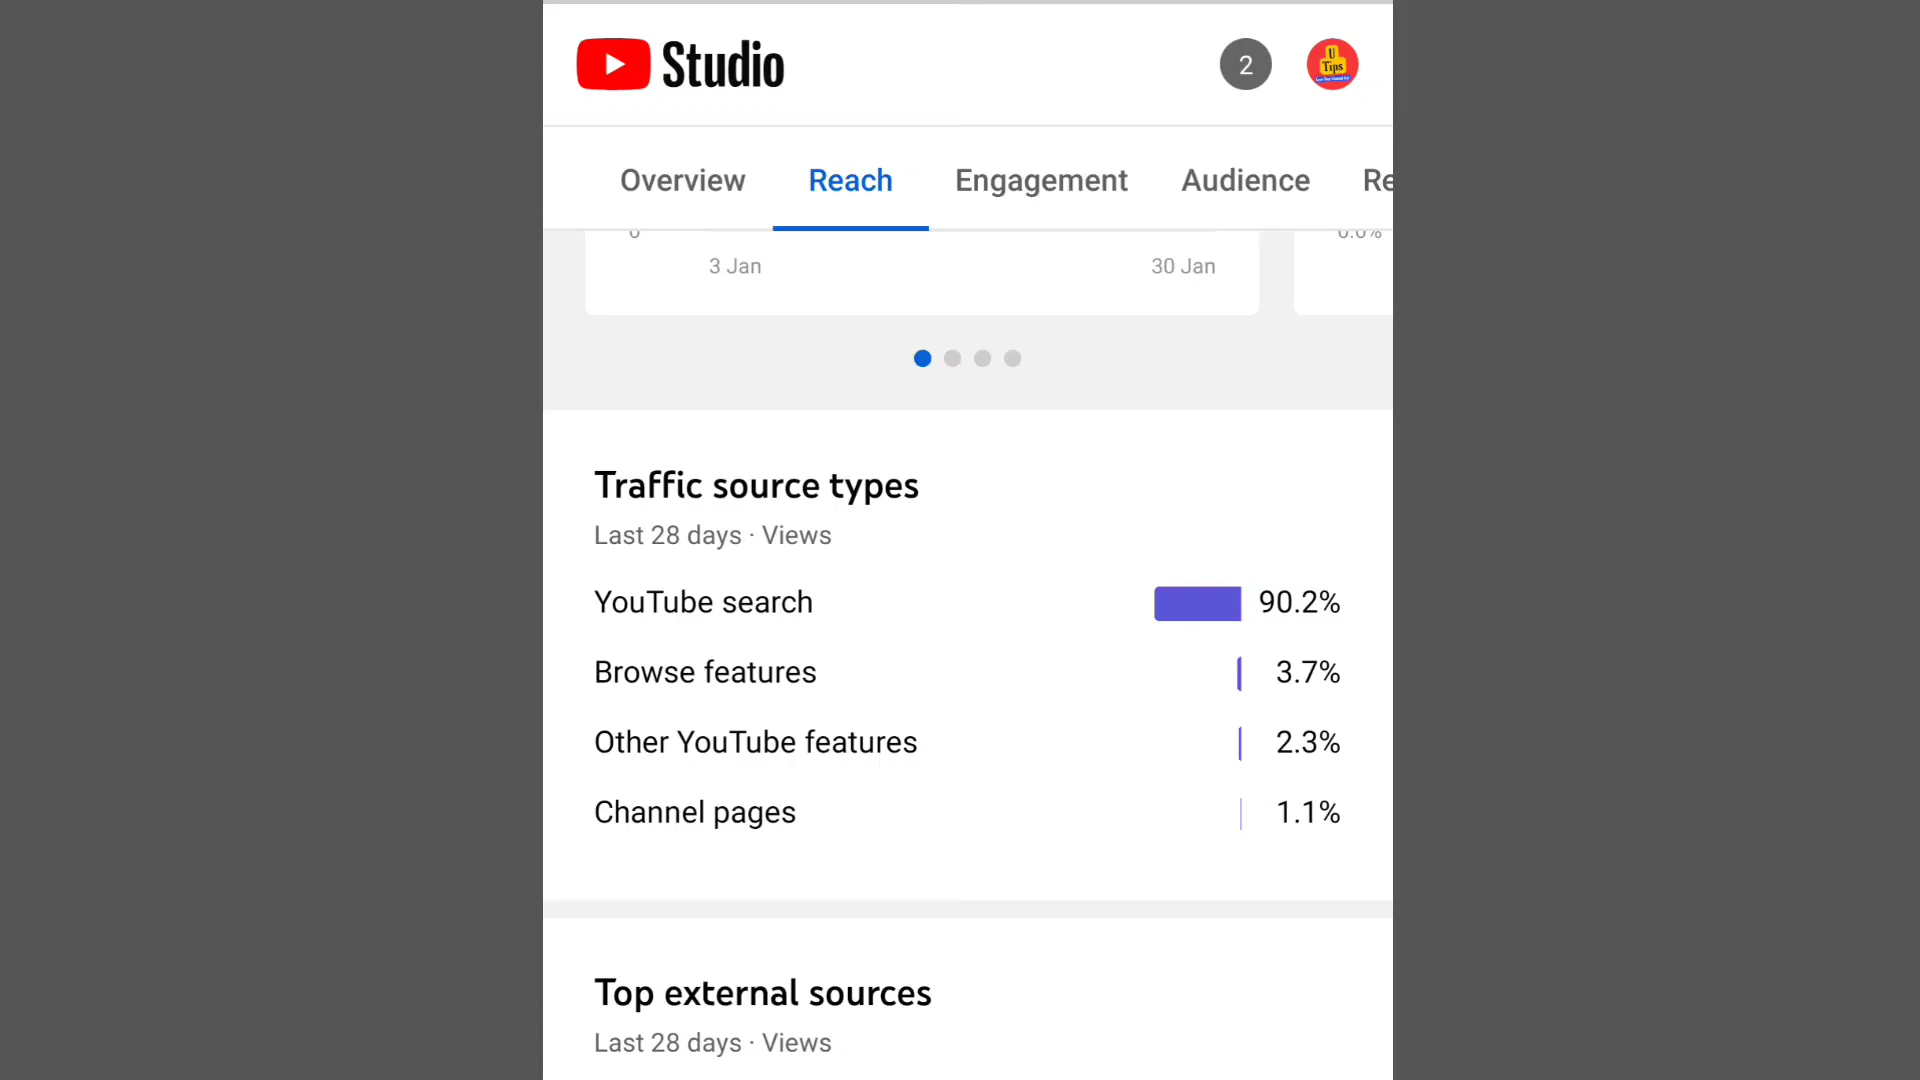 Studio
2
U
Tips
Overview Reach Engagement Audience Re
3 Jan 30 Jan
Traffic source types
Last 28 days · Views
YouTube search 90.2%
Browse features 3.7%
Other YouTube features 2.3%
Channel pages 1.1%
Top external sources
Last 28 days · Views